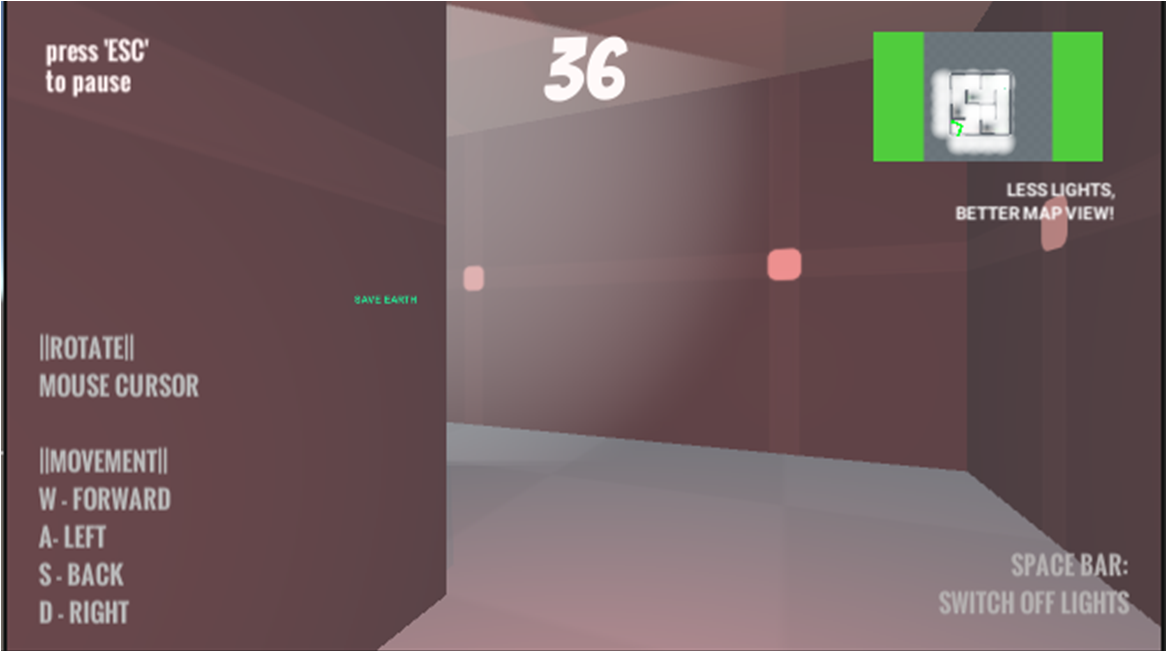 press 'ESC'
to pause
36
LESS LIGHTS,
BETTER MAP VIEW!
SAVE EARTH
||ROTATE||
MOUSE CURSOR
||MOVEMENT||
W - FORWARD
A- LEFT
S - BACK
D - RIGHT
SPACE BAR:
SWITCH OFF LIGHTS